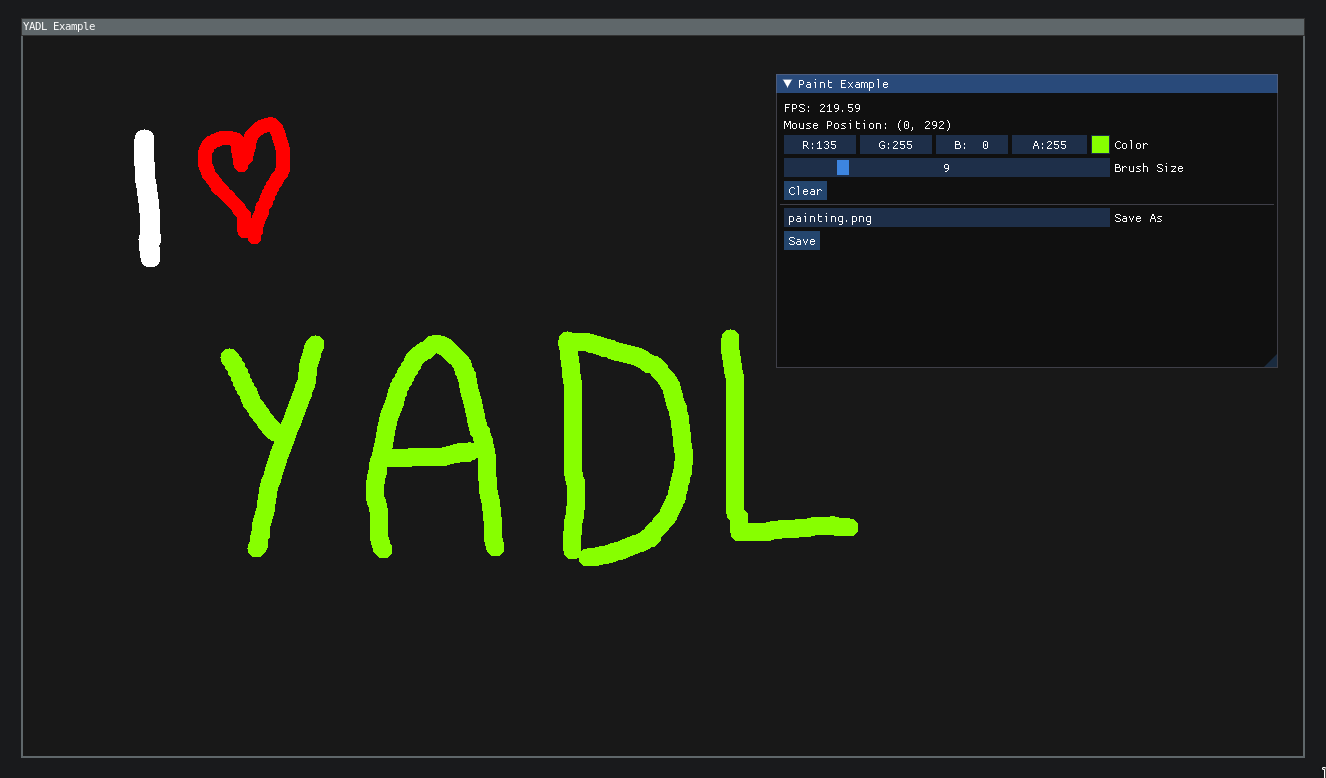 YADL Example
Paint Example
FPS: 219.59
Mouse Position: (0, 292)
R:135 G:255 B: 0 A:255 Color
9 Brush Size
Clear
painting.png Save As
Save
I ♥
YADL